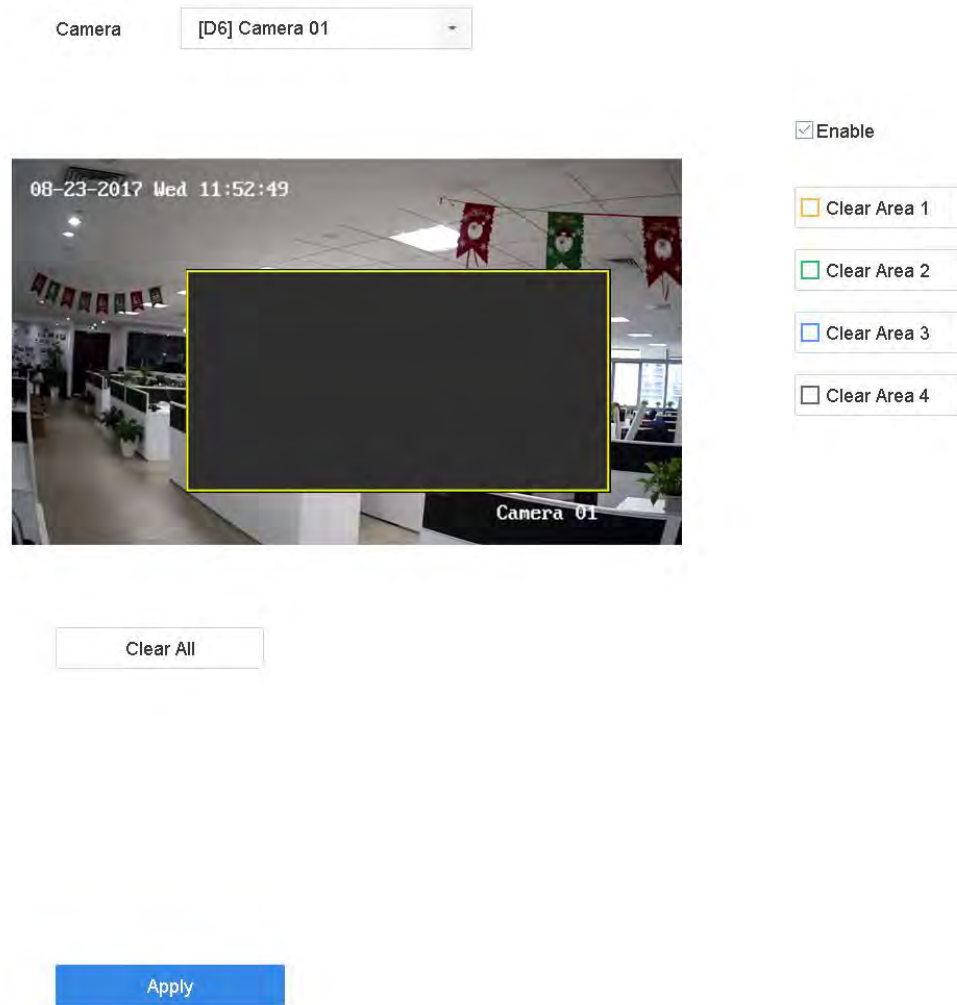 Camera
[D6] Camera 01
Enable
08-23-2017 Wed 11:52:49
Clear Area 1
Clear Area 2
Clear Area 3
Clear Area 4
Camera 01
Clear All
Apply